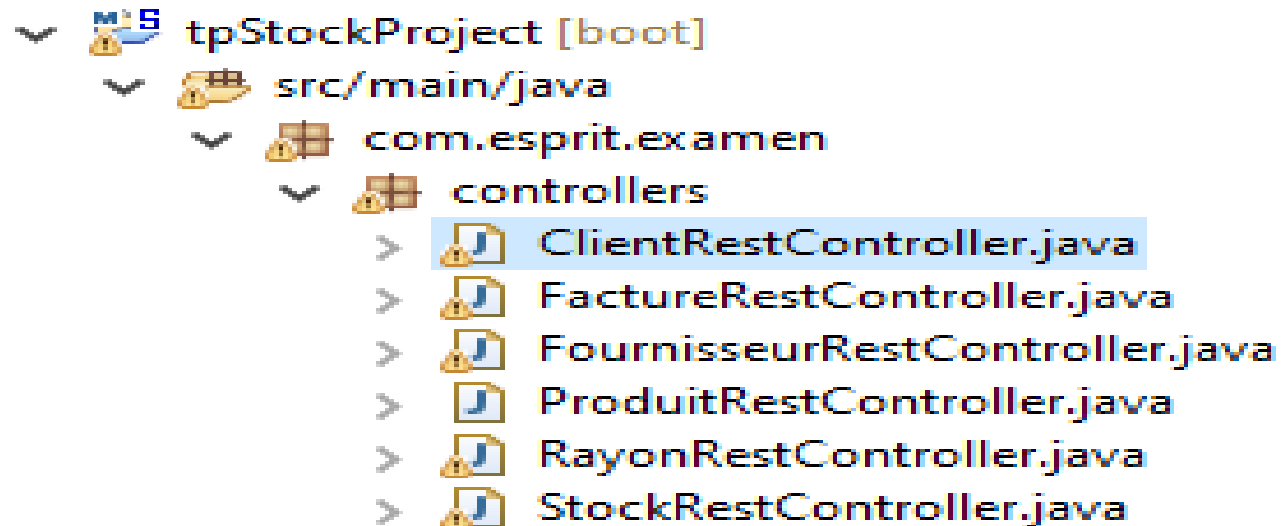 tpStockProject [boot]
src/main/java
com.esprit.examen
controllers
ClientRestController.java
FactureRestController.java
FournisseurRestController.java
ProduitRestController.java
RayonRestController.java
StockRestController.java